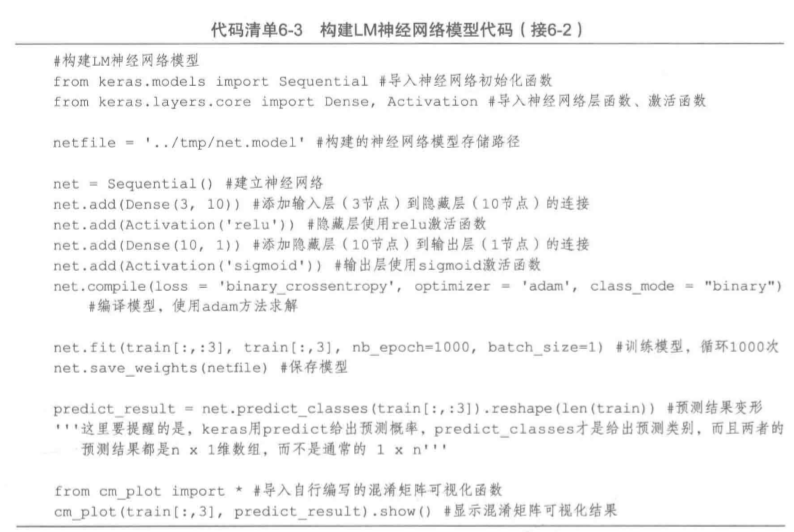 代码清单6-3 构建LM神经网络模型代码（接6-2）
#构建LM神经网络模型
from keras.models import Sequential #导入神经网络初始化函数
from keras.layers.core import Dense, Activation #导入神经网络层函数、激活函数
netfile = '../tmp/net.model' #构建的神经网络模型存储路径
net = Sequential() #建立神经网络
net.add(Dense(3, 10)) #添加输入层（3节点）到隐藏层（10节点）的连接
net.add(Activation('relu')) #隐藏层使用relu激活函数
net.add(Dense(10, 1)) #添加隐藏层（10节点）到输出层（1节点）的连接
net.add(Activation('sigmoid')) #输出层使用sigmoid激活函数
net.compile(loss = 'binary_crossentropy', optimizer = 'adam', class_mode = "binary")
#编译模型，使用adam方法求解
net.fit(train[:,:3], train[:,3], nb_epoch=1000, batch_size=1) #训练模型，循环1000次
net.save_weights(netfile) #保存模型
predict_result = net.predict_classes(train[:,:3]).reshape(len(train)) #预测结果变形
'''这里要提醒的是，keras用predict给出预测概率，predict_classes才是给出预测类别，而且两者的
预测结果都是n x 1维数组，而不是通常的 1 x n'''
from cm_plot import * #导入自行编写的混淆矩阵可视化函数
cm_plot(train[:,3], predict_result).show() #显示混淆矩阵可视化结果